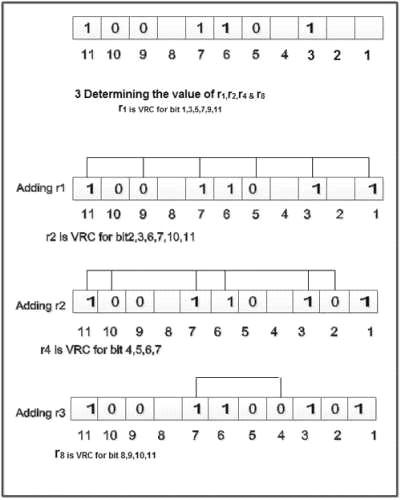 1 0 0 1 1 0 1
11 10 9 8 7 6 5 4 3 2 1
3 Determining the value of r1,r2,r4 & r8
r1 is VRC for bit 1,3,5,7,9,11
Adding r1 1 0 0 1 1 0 1 1
11 10 9 8 7 6 5 4 3 2 1
r2 is VRC for bit2,3,6,7,10,11
Adding r2 1 0 0 1 1 0 1 0 1
11 10 9 8 7 6 5 4 3 2 1
r4 is VRC for bit 4,5,6,7
Adding r3 1 0 0 1 1 0 0 1 0 1
11 10 9 8 7 6 5 4 3 2 1
r8 is VRC for bit 8,9,10,11